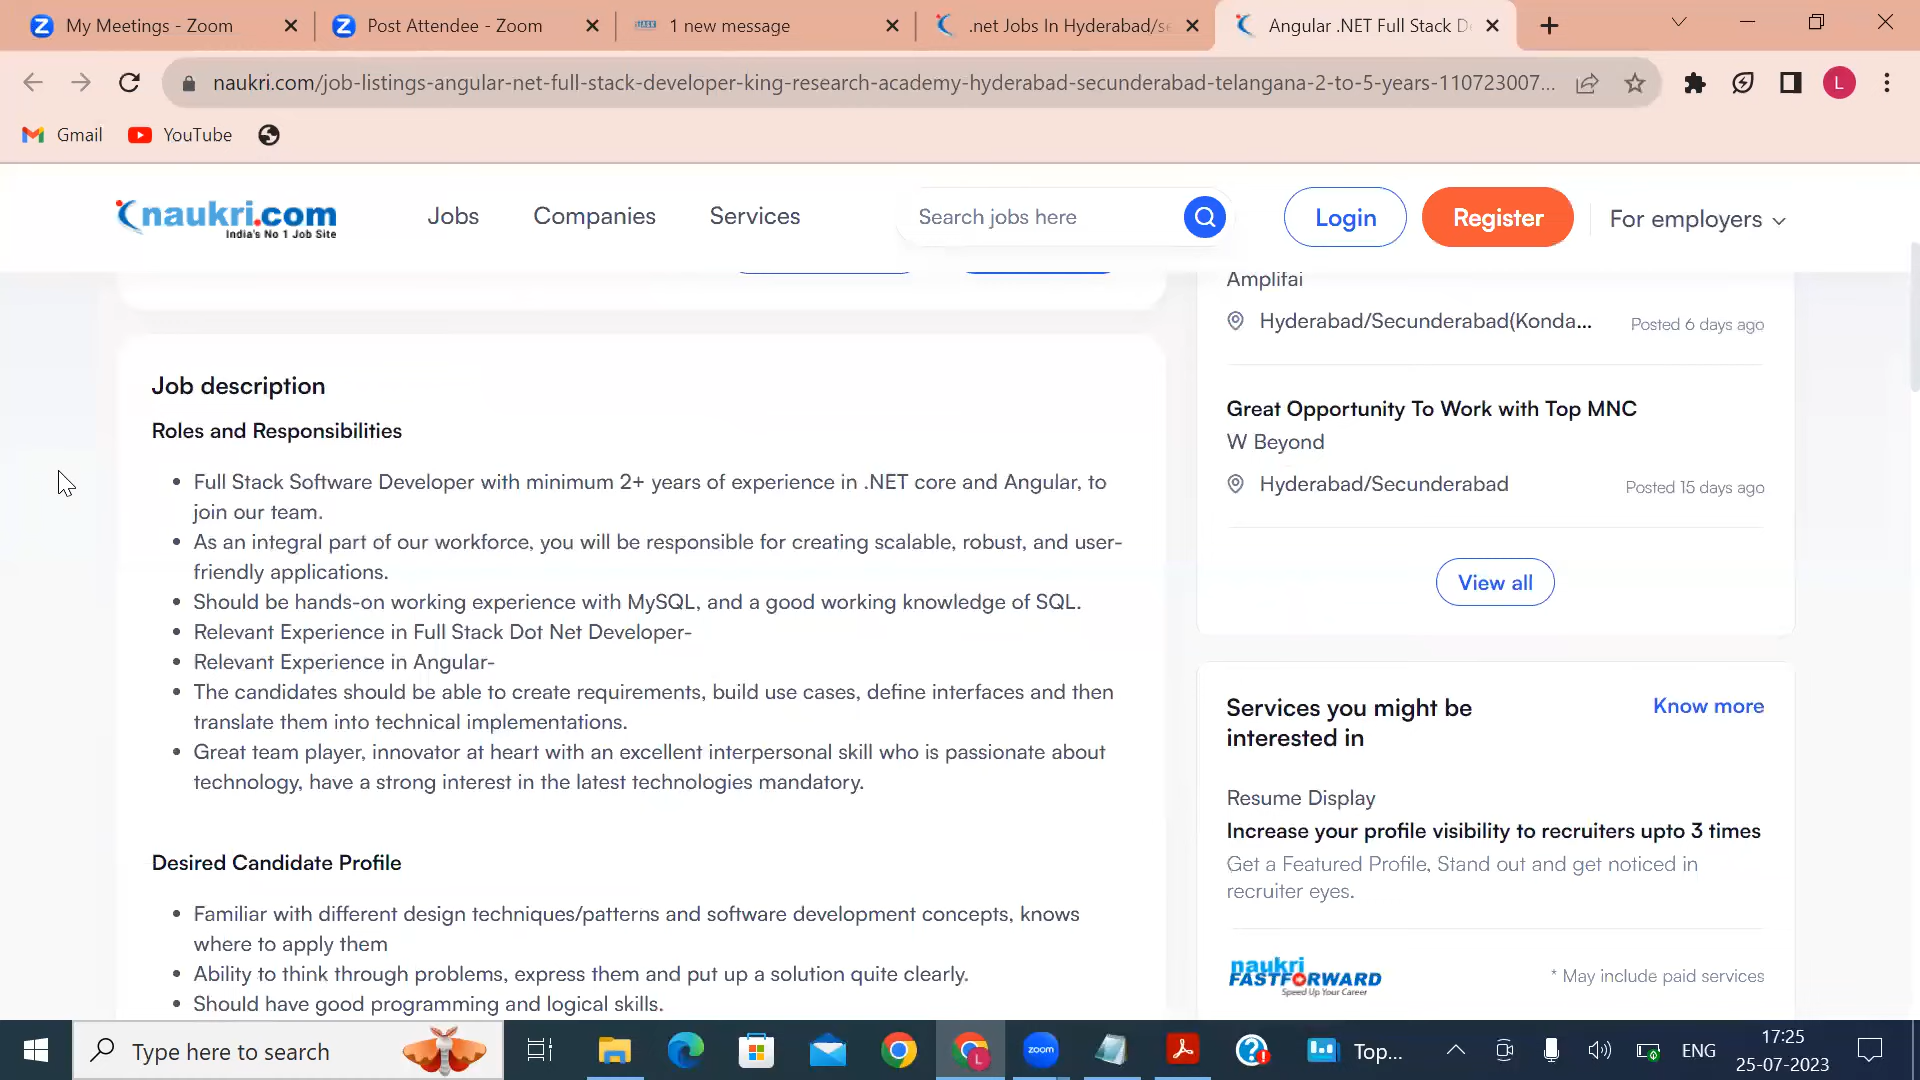 My Meetings - Zoom
Post Attendee - Zoom
1 new message
.net Jobs In Hyderabad/se
Angular .NET Full Stack D
naukri.com/job-listings-angular-net-full-stack-developer-king-research-academy-hyderabad-secunderabad-telangana-2-to-5-years-110723007...
L
Gmail
YouTube
naukri.com
India's No 1 Job Site
Jobs
Companies
Services
Search jobs here
Login
Register
For employers
Job description
Roles and Responsibilities
• Full Stack Software Developer with minimum 2+ years of experience in .NET core and Angular, to
join our team.
• As an integral part of our workforce, you will be responsible for creating scalable, robust, and user-
friendly applications.
• Should be hands-on working experience with MySQL, and a good working knowledge of SQL.
• Relevant Experience in Full Stack Dot Net Developer-
• Relevant Experience in Angular-
• The candidates should be able to create requirements, build use cases, define interfaces and then
translate them into technical implementations.
• Great team player, innovator at heart with an excellent interpersonal skill who is passionate about
technology, have a strong interest in the latest technologies mandatory.
Desired Candidate Profile
• Familiar with different design techniques/patterns and software development concepts, knows
where to apply them
• Ability to think through problems, express them and put up a solution quite clearly.
• Should have good programming and logical skills.
Amplifai
Hyderabad/Secunderabad(Konda...
Posted 6 days ago
Great Opportunity To Work with Top MNC
W Beyond
Hyderabad/Secunderabad
Posted 15 days ago
View all
Services you might be
interested in
Know more
Resume Display
Increase your profile visibility to recruiters upto 3 times
Get a Featured Profile, Stand out and get noticed in
recruiter eyes.
naukri
FASTFORWARD
Speed Up Your Career
* May include paid services
Type here to search
L
zoom
Top...
ENG
17:25
25-07-2023